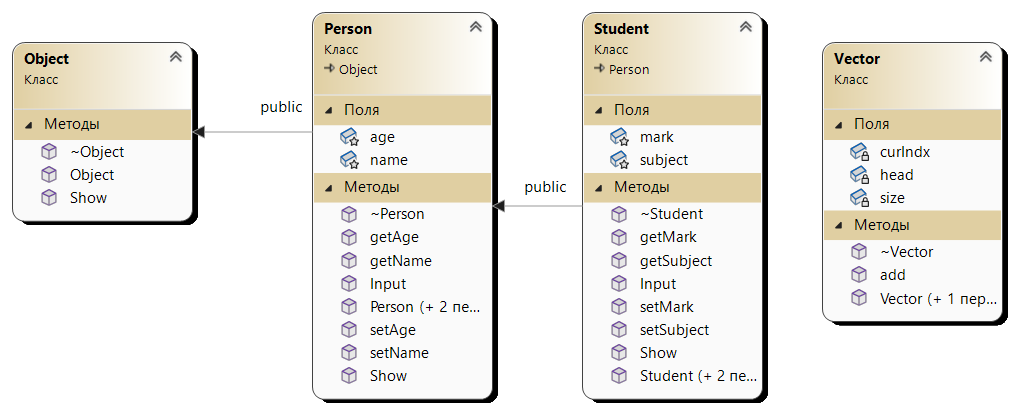 Object
Класс
Методы
~Object
Object
Show
public
Person
Класс
Object
Поля
age
name
Методы
~Person
getAge
getName
Input
Person (+ 2 пе...
setAge
setName
Show
public
Student
Класс
Person
Поля
mark
subject
Методы
~Student
getMark
getSubject
Input
setMark
setSubject
Show
Student (+ 2 пе...
Vector
Класс
Поля
curIndx
head
size
Методы
~Vector
add
Vector (+ 1 пер...